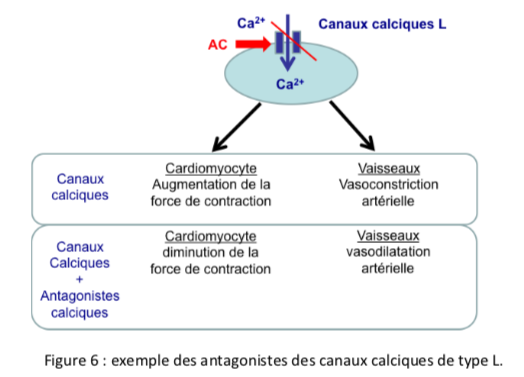 Ca²⁺
Canaux calciques L
AC
Ca²⁺
Canaux
calciques
Cardiomyocyte
Augmentation de la
force de contraction
Vaisseaux
Vasoconstriction
artérielle
Canaux
Calciques
+
Antagonistes
calciques
Cardiomyocyte
diminution de la
force de contraction
Vaisseaux
vasodilatation
artérielle
Figure 6 : exemple des antagonistes des canaux calciques de type L.